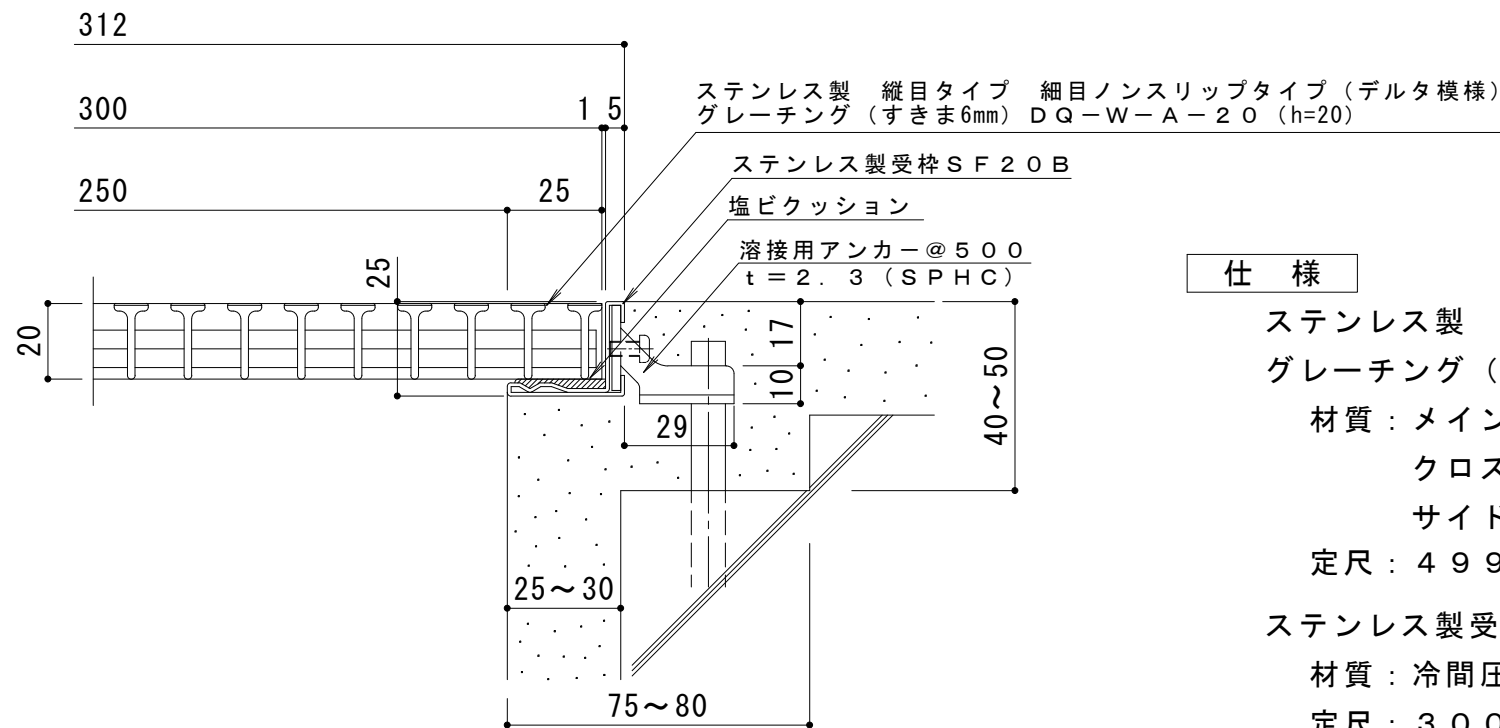 312
300
1 5
ステンレス製　縦目タイプ　細目ノンスリップタイプ（デルタ模様）
グレーチング（すきま6mm）ＤＱ－Ｗ－Ａ－２０（h=20）
ステンレス製受枠ＳＦ２０Ｂ
250
25
塩ビクッション
溶接用アンカー＠５００
ｔ＝２．３（ＳＰＨＣ）
25
20
17
10
29
40～50
25～30
75～80
仕　様
ステンレス製
グレーチング（
材質：メイン
クロス
サイド
定尺：４９９
ステンレス製受
材質：冷間圧
定尺：３００